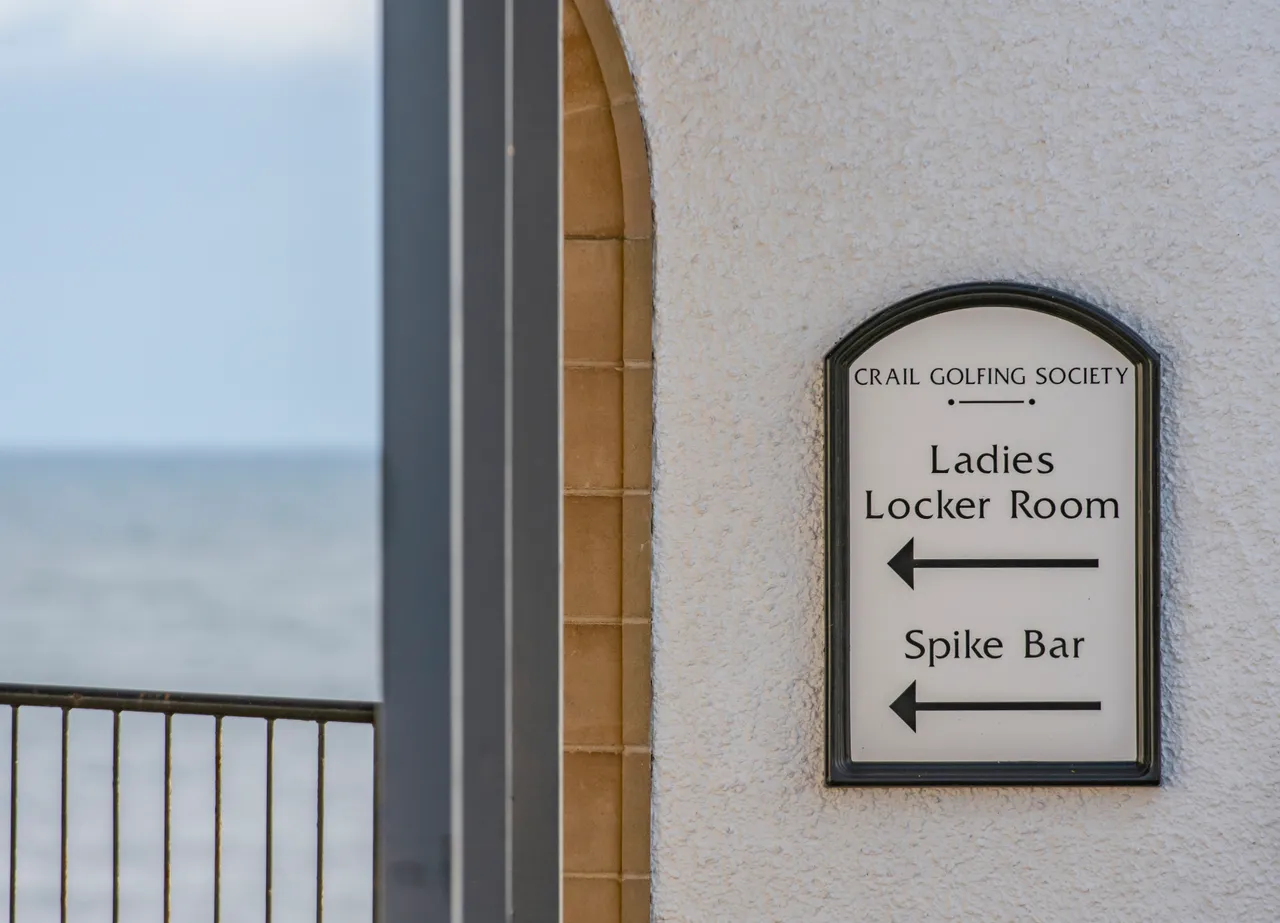 CRAIL GOLFING SOCIETY
Ladies
Locker Room
Spike Bar